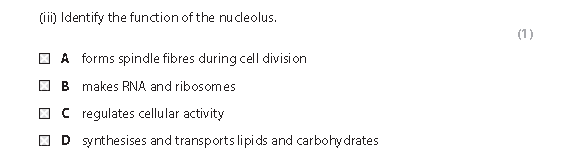 (iii) Identify the function of the nucleolus.
(1)
A forms spindle fibres during cell division
B makes RNA and ribosomes
C regulates cellular activity
D synthesises and transports lipids and carbohydrates